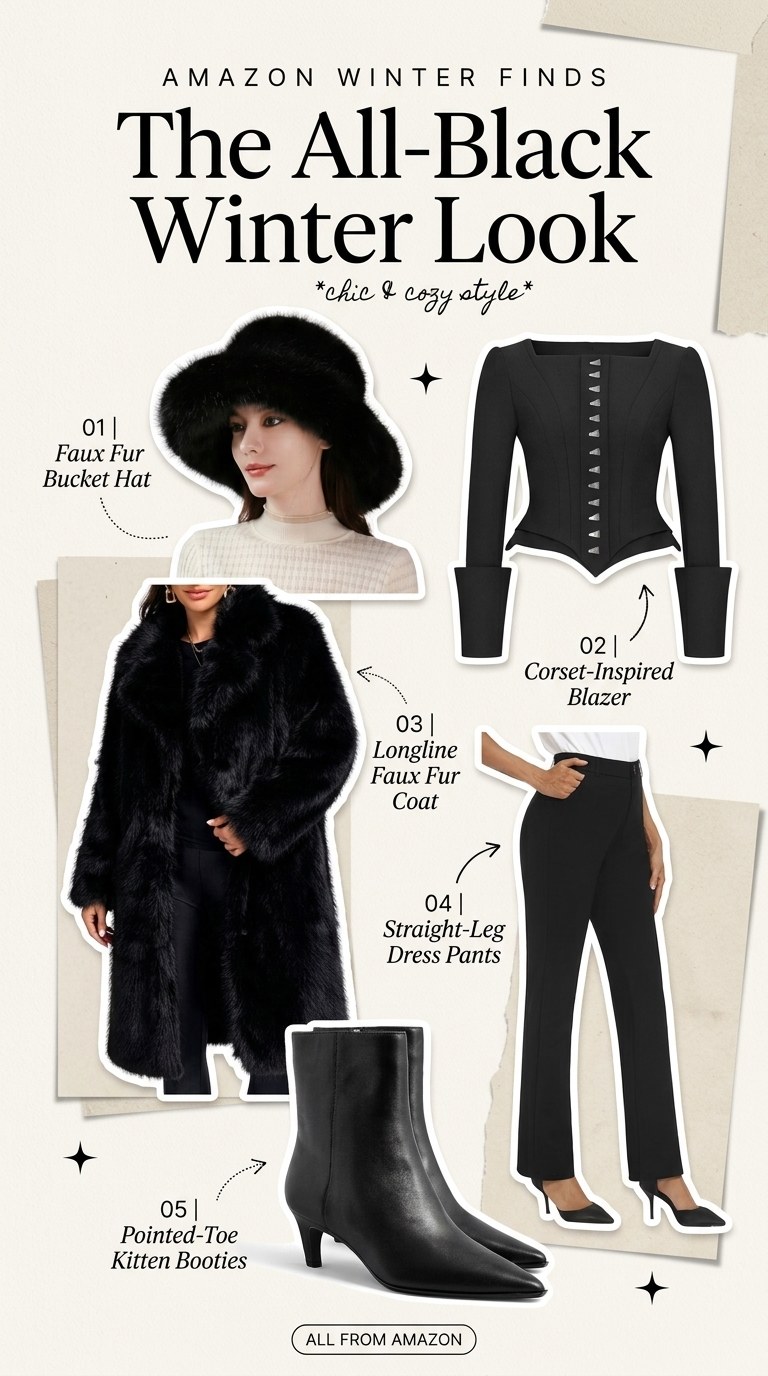 AMAZON WINTER FINDS
The All-Black
Winter Look
*chic & cozy style*
01 |
Faux Fur
Bucket Hat
02 |
Corset-Inspired
Blazer
03 |
Longline
Faux Fur
Coat
04 |
Straight-Leg
Dress Pants
05 |
Pointed-Toe
Kitten Booties
ALL FROM AMAZON